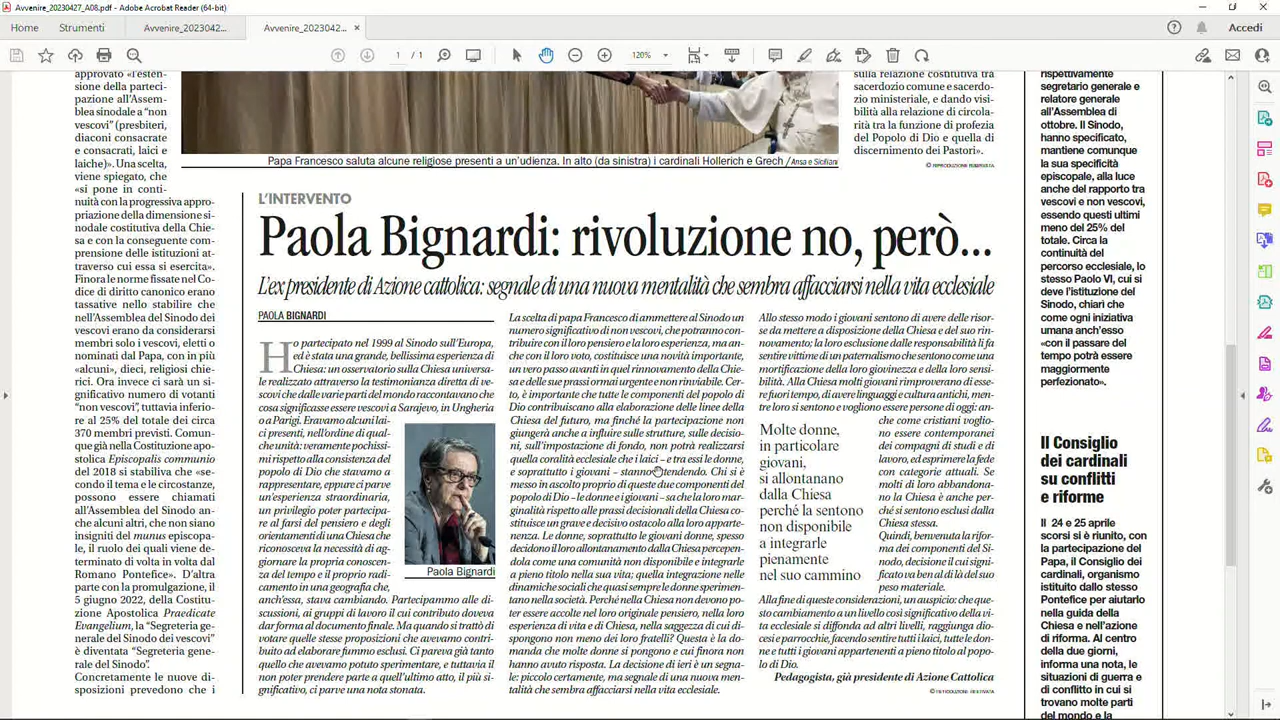 Avvenire_20230427_A08.pdf - Adobe Acrobat Reader (64-bit)
Home
Strumenti
Avvenire_2023042...
Avvenire_2023042...
Accedi
1 / 1
120%
approvato «l'esten-
sione della parteci-
pazione all'Assem-
blea sinodale a “non
vescovi” (presbiteri,
diaconi consacrate
e consacrati, laici e
laiche)». Una scelta,
viene spiegato, che
«si pone in conti-
nuità con la progressiva appro-
priazione della dimensione si-
nodale costitutiva della Chie-
sa e con la conseguente com-
prensione delle istituzioni at-
traverso cui essa si esercita».
Finora le norme fissate nel Co-
dice di diritto canonico erano
tassative nello stabilire che
nell'Assemblea del Sinodo dei
vescovi erano da considerarsi
membri solo i vescovi, eletti o
nominati dal Papa, con in più
«alcuni», dieci, religiosi chie-
rici. Ora invece ci sarà un si-
gnificativo numero di votanti
“non vescovi”, tuttavia inferio-
re al 25% del totale dei circa
370 membri previsti. Comun-
que già nella Costituzione apo-
stolica Episcopalis communio
del 2018 si stabiliva che «se-
condo il tema e le circostanze,
possono essere chiamati
all'Assemblea del Sinodo an-
che alcuni altri, che non siano
insigniti del munus episcopa-
le, il ruolo dei quali viene de-
terminato di volta in volta dal
Romano Pontefice». D'altra
parte con la promulgazione, il
5 giugno 2022, della Costitu-
zione Apostolica Praedicate
Evangelium, la “Segreteria ge-
nerale del Sinodo dei vescovi”
è diventata “Segreteria gene-
rale del Sinodo”.
Concretamente le nuove di-
sposizioni prevedono che i
Papa Francesco saluta alcune religiose presenti a un'udienza. In alto (da sinistra) i cardinali Hollerich e Grech / Ansa e Siciliani
sulla relazione costitutiva tra
sacerdozio comune e sacerdo-
zio ministeriale, e dando visi-
bilità alla relazione di circola-
rità tra la funzione di profezia
del Popolo di Dio e quella di
discernimento dei Pastori».
© RIPRODUZIONE RISERVATA
L'INTERVENTO
Paola Bignardi: rivoluzione no, però...
L'ex presidente di Azione cattolica: segnale di una nuova mentalità che sembra affacciarsi nella vita ecclesiale
PAOLA BIGNARDI
Ho partecipato nel 1999 al Sinodo sull'Europa,
ed è stata una grande, bellissima esperienza di
Chiesa: un osservatorio sulla Chiesa universa-
le realizzato attraverso la testimonianza diretta di ve-
scovi che dalle varie parti del mondo raccontavano che
cosa significasse essere vescovi a Sarajevo, in Ungheria
o a Parigi. Eravamo alcuni lai-
ci presenti, nell'ordine di qual-
che unità: veramente pochissi-
mi rispetto alla consistenza del
popolo di Dio che stavamo a
rappresentare, eppure ci parve
un'esperienza straordinaria,
un privilegio poter partecipa-
re al farsi del pensiero e degli
orientamenti di una Chiesa che
riconosceva la necessità di ag-
giornare la propria conoscen-
za del tempo e il proprio radi-
camento in una geografia che,
anch'essa, stava cambiando. Partecipammo alle di-
scussioni, ai gruppi di lavoro il cui contributo doveva
dar forma al documento finale. Ma quando si trattò di
votare quelle stesse proposizioni che avevamo contri-
buito ad elaborare fummo esclusi. Ci pareva già tanto
quello che avevamo potuto sperimentare, e tuttavia il
non poter prendere parte a quell'ultimo atto, il più si-
gnificativo, ci parve una nota stonata.
Paola Bignardi
La scelta di papa Francesco di ammettere al Sinodo un
numero significativo di non vescovi, che potranno con-
tribuire con il loro pensiero e la loro esperienza, ma an-
che con il loro voto, costituisce una novità importante,
un vero passo avanti in quel rinnovamento della Chie-
sa e delle sue prassi ormai urgente e non rinviabile. Cer-
to, è importante che tutte le componenti del popolo di
Dio contribuiscano alla elaborazione delle linee della
Chiesa del futuro, ma finché la partecipazione non
giungerà anche a influire sulle strutture, sulle decisio-
ni, sull'impostazione di fondo, non potrà realizzarsi
quella coralità ecclesiale che i laici – e tra essi le donne,
e soprattutto i giovani – stanno attendendo. Chi si è
messo in ascolto proprio di queste due componenti del
popolo di Dio – le donne e i giovani – sa che la loro mar-
ginalità rispetto alle prassi decisionali della Chiesa co-
stituisce un grave e decisivo ostacolo alla loro apparte-
nenza. Le donne, soprattutto le giovani donne, spesso
decidono il loro allontanamento dalla Chiesa percepen-
dola come una comunità non disponibile e integrarle
a pieno titolo nella sua vita; quella integrazione nelle
dinamiche sociali che quasi sempre le donne sperimen-
tano nella società. Perché nella Chiesa non devono po-
ter essere accolte nel loro originale pensiero, nella loro
esperienza di vita e di Chiesa, nella saggezza di cui di-
spongono non meno dei loro fratelli? Questa è la do-
manda che molte donne si pongono e cui finora non
hanno avuto risposta. La decisione di ieri è un segna-
le: piccolo certamente, ma segnale di una nuova men-
talità che sembra affacciarsi nella vita ecclesiale.
Allo stesso modo i giovani sentono di avere delle risor-
se da mettere a disposizione della Chiesa e del suo rin-
novamento; la loro esclusione dalle responsabilità li fa
sentire vittime di un paternalismo che sentono come una
mortificazione della loro giovinezza e della loro sensi-
bilità. Alla Chiesa molti giovani rimproverano di esse-
re fuori tempo, di avere linguaggi e cultura antichi, men-
tre loro si sentono e vogliono essere persone di oggi: an-
che come cristiani voglio-
no essere contemporanei
dei compagni di studi e di
lavoro, ed esprimere la fede
con categorie attuali. Se
molti di loro abbandona-
no la Chiesa è anche per-
ché si sentono esclusi dalla
Chiesa stessa.
Quindi, benvenuta la rifor-
ma dei componenti del Si-
nodo, decisione il cui signi-
ficato va ben al di là del suo
peso materiale.
Alla fine di queste considerazioni, un auspicio: che que-
sto cambiamento a un livello così significativo della vi-
ta ecclesiale si diffonda ad altri livelli, raggiunga dio-
cesi e parrocchie, facendo sentire tutti i laici, tutte le don-
ne e tutti i giovani appartenenti a pieno titolo al popo-
lo di Dio.
Pedagogista, già presidente di Azione Cattolica
© RIPRODUZIONE RISERVATA
Molte donne,
in particolare
giovani,
si allontanano
dalla Chiesa
perché la sentono
non disponibile
a integrarle
pienamente
nel suo cammino
rispettivamente
segretario generale e
relatore generale
all'Assemblea di
ottobre. Il Sinodo,
hanno specificato,
mantiene comunque
la sua specificità
episcopale, alla luce
anche del rapporto tra
vescovi e non vescovi,
essendo questi ultimi
meno del 25% del
totale. Circa la
continuità del
percorso ecclesiale, lo
stesso Paolo VI, cui si
deve l'istituzione del
Sinodo, chiarì che
come ogni iniziativa
umana anch'esso
«con il passare del
tempo potrà essere
maggiormente
perfezionato».
Il Consiglio
dei cardinali
su conflitti
e riforme
Il 24 e 25 aprile
scorsi si è riunito, con
la partecipazione del
Papa, il Consiglio dei
cardinali, organismo
istituito dallo stesso
Pontefice per aiutarlo
nella guida della
Chiesa e nell'azione
di riforma. Al centro
della due giorni,
informa una nota, le
situazioni di guerra e
di conflitto in cui si
trovano molte parti
del mondo e la